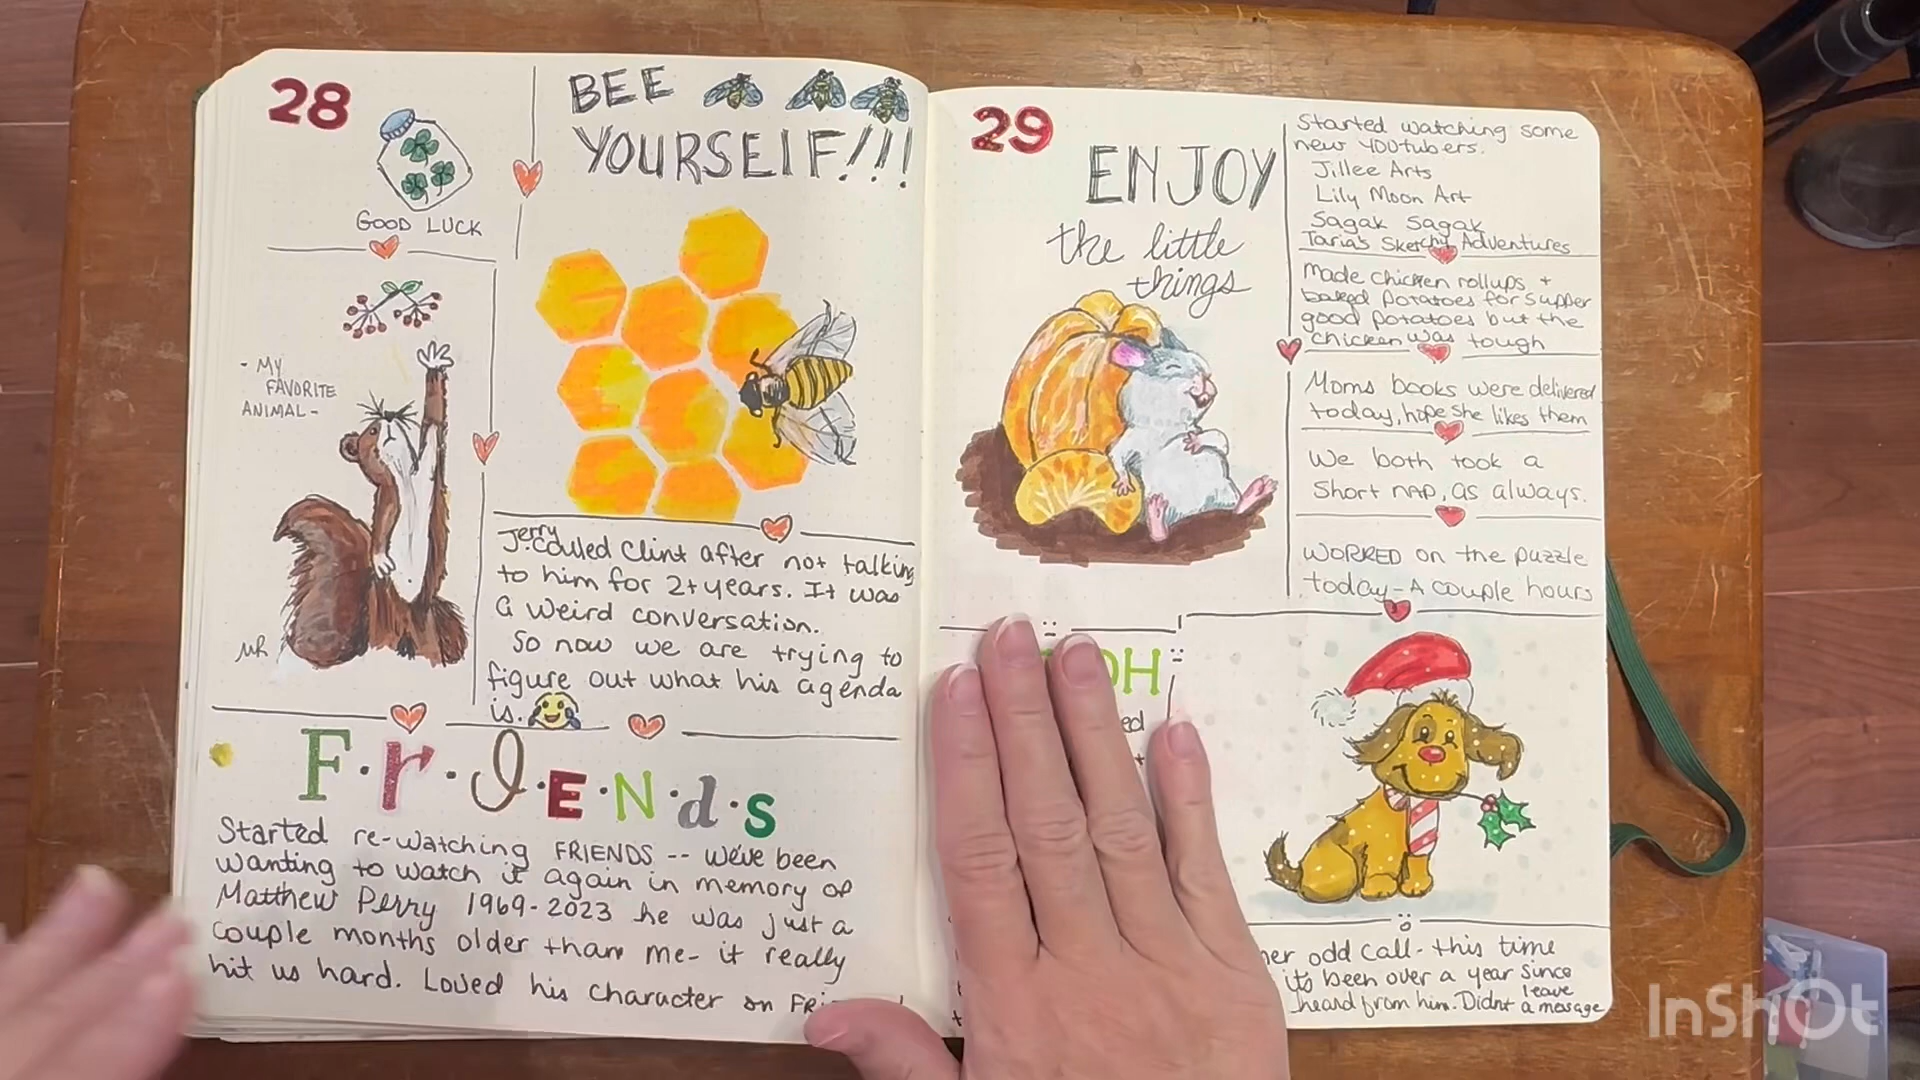 28
GOOD LUCK
- MY
FAVORITE
ANIMAL -
BEE
YOURSELF!!!
Jerry
J. called Clint after not talking
to him for 2+ years. It was
a weird conversation.
So now we are trying to
figure out what his agenda
is.
F·r·I·E·N·d·s
Started re-watching FRIENDS -- we've been
wanting to watch it again in memory of
Matthew Perry 1969-2023 he was just a
couple months older than me- it really
hit us hard. Loved his character on
29
ENJOY
the little
things
Started watching some
new YOUtubers.
Jillee Arts
Lily Moon Art
Sagak Sagak
Taria's Sketchy Adventures
Made chicken rollups +
baked potatoes for supper
good potatoes but the
chicken was tough
Moms books were delivered
today, hope she likes them
We both took a
Short NAP, as always.
WORKED on the puzzle
today - A couple hours
OH
odd call - this time
it's been over a year since
heard from him. Didnt leave a message
InShOt